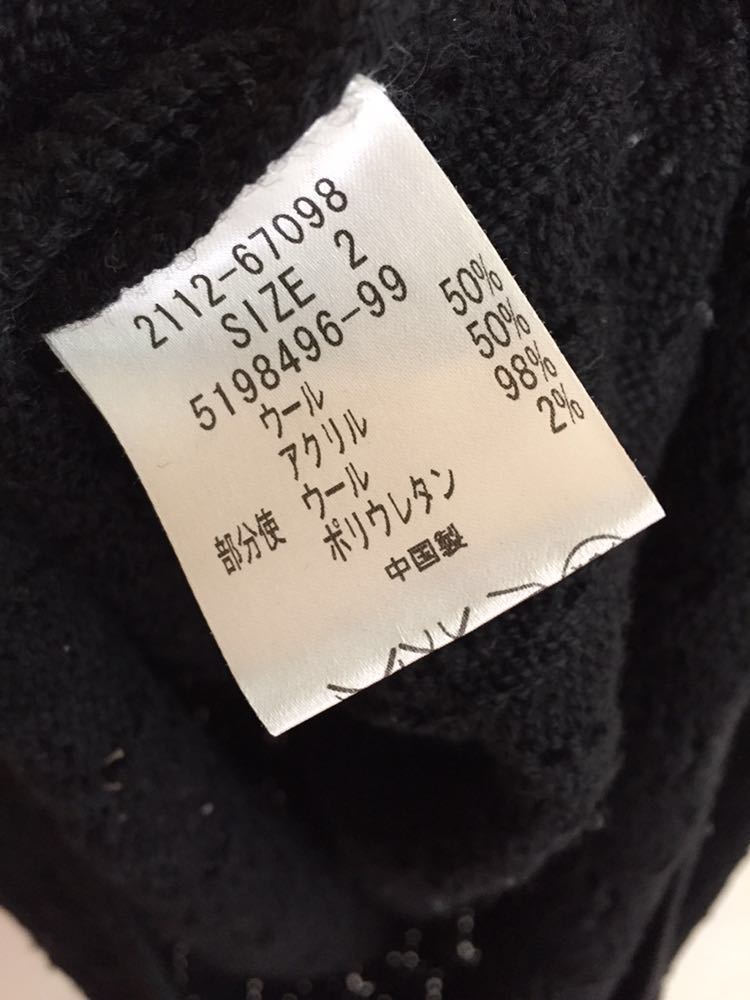 2112-67098
SIZE 2
5198496-99
ウール 50%
アクリル 50%
部分使 ウール 98%
ポリウレタン 2%
中国製